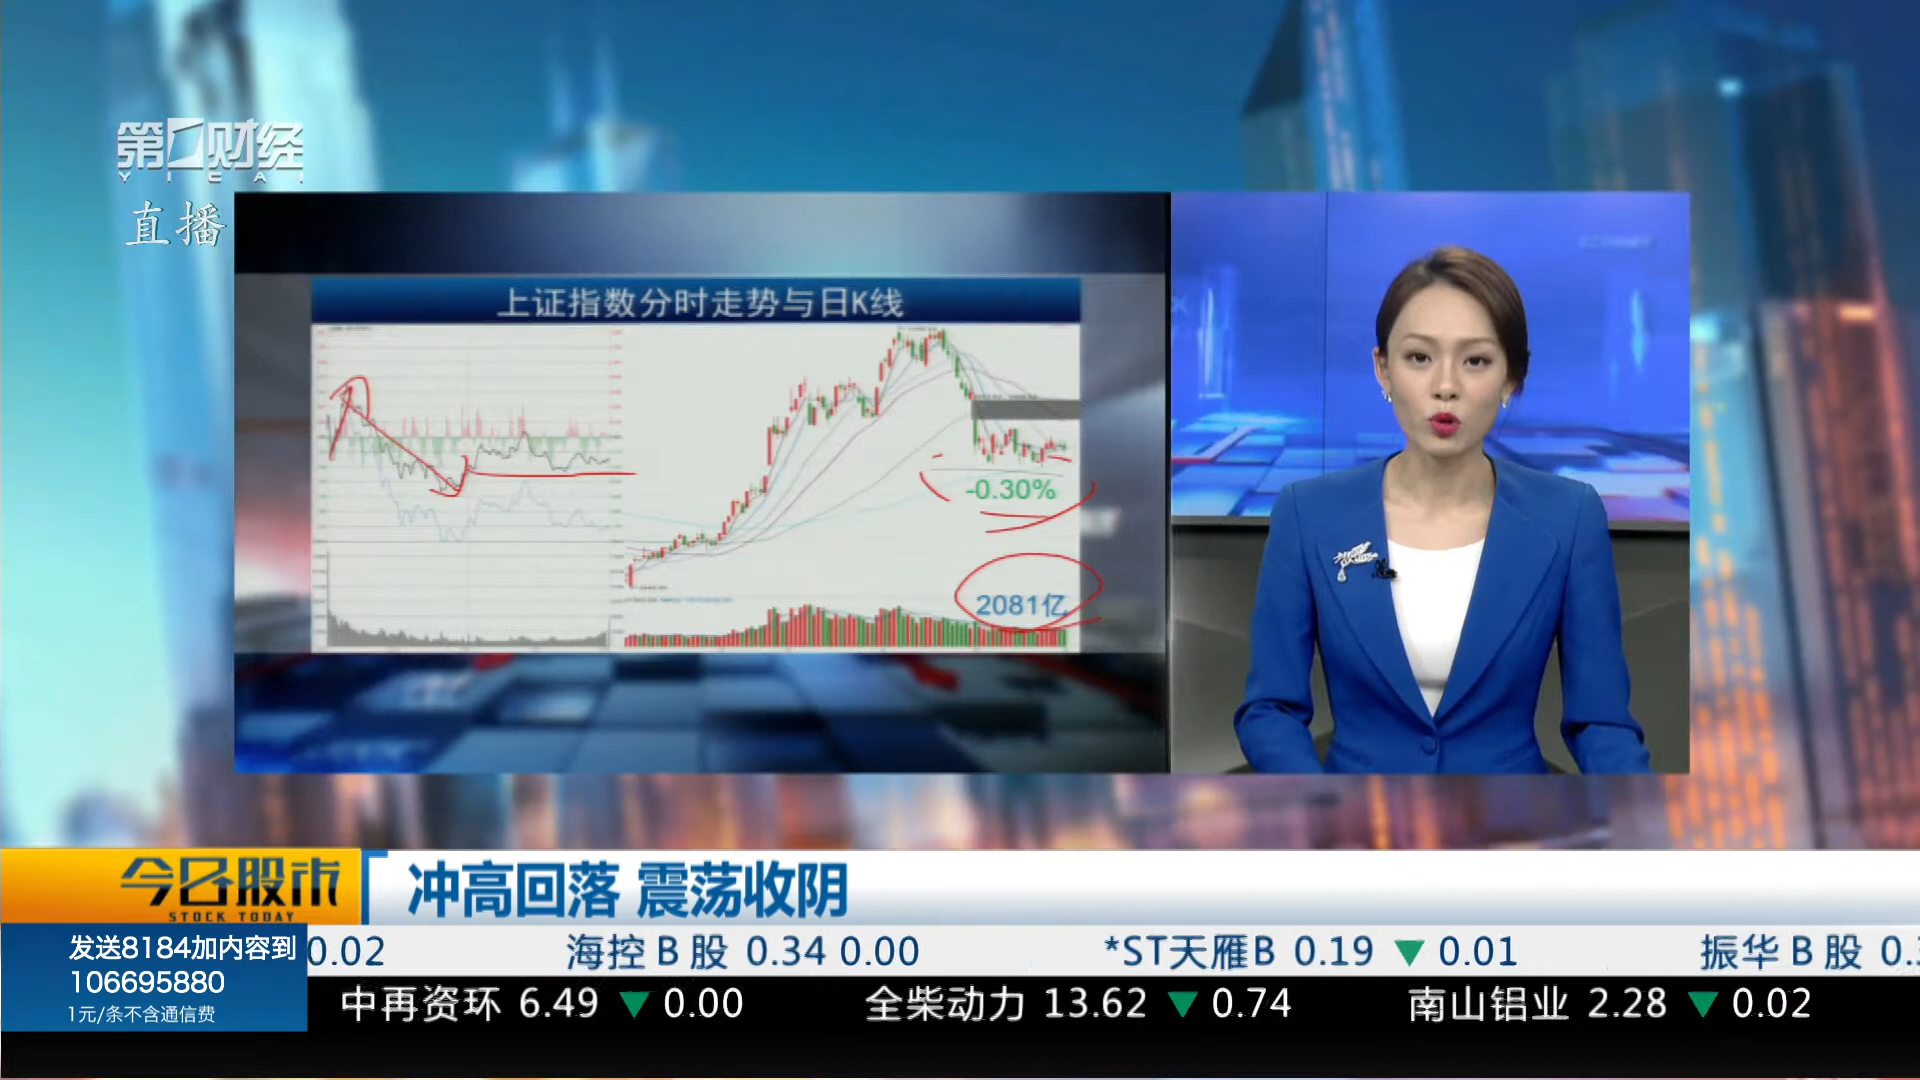 第一财经
YICAI
直播
上证指数分时走势与日K线
-0.30%
2081亿
今日股市
STOCK TODAY
冲高回落 震荡收阴
发送8184加内容到
106695880
1元/条不含通信费
0.02 海控B股 0.34 0.00 *ST天雁B 0.19 ▼ 0.01 振华B股 0.3
中再资环 6.49 ▼ 0.00 全柴动力 13.62 ▼ 0.74 南山铝业 2.28 ▼ 0.02